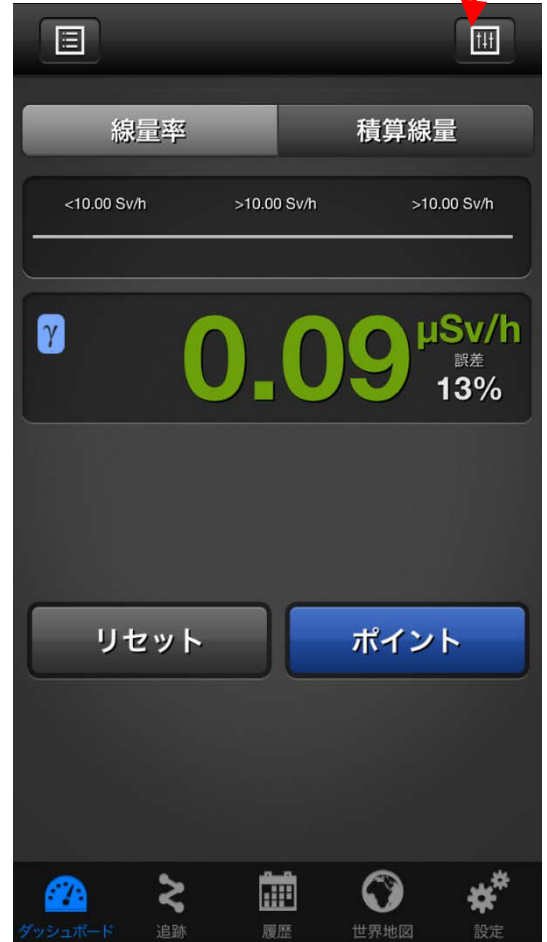 線量率 積算線量
<10.00 Sv/h >10.00 Sv/h >10.00 Sv/h
γ 0.09 μSv/h
誤差
13%
リセット ポイント
ダッシュボード 追跡 履歴 世界地図 設定